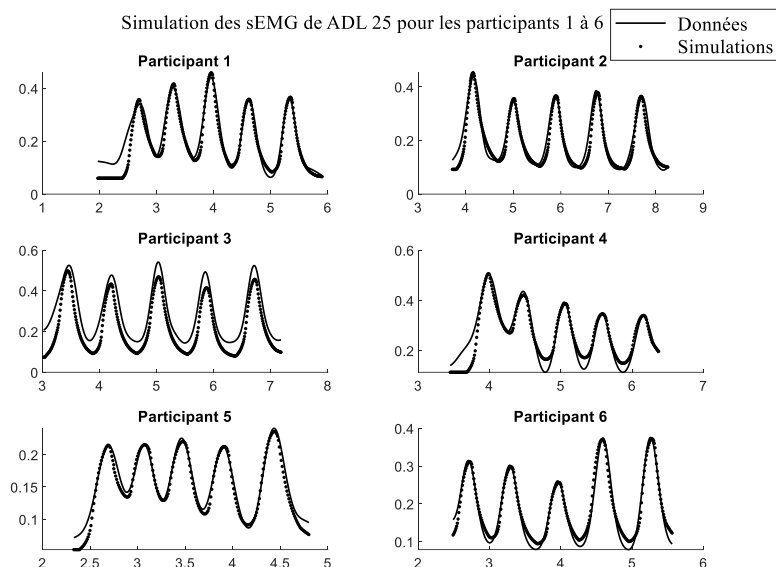 Simulation des sEMG de ADL 25 pour les participants 1 à 6
Données
Simulations
Participant 1
0.4
0.2
0
1 2 3 4 5 6
Participant 2
0.4
0.2
0
3 4 5 6 7 8 9
Participant 3
0.6
0.4
0.2
0
3 4 5 6 7 8
Participant 4
0.6
0.4
0.2
3 4 5 6 7
Participant 5
0.2
0.15
0.1
2 2.5 3 3.5 4 4.5 5
Participant 6
0.4
0.3
0.2
0.1
2 3 4 5 6